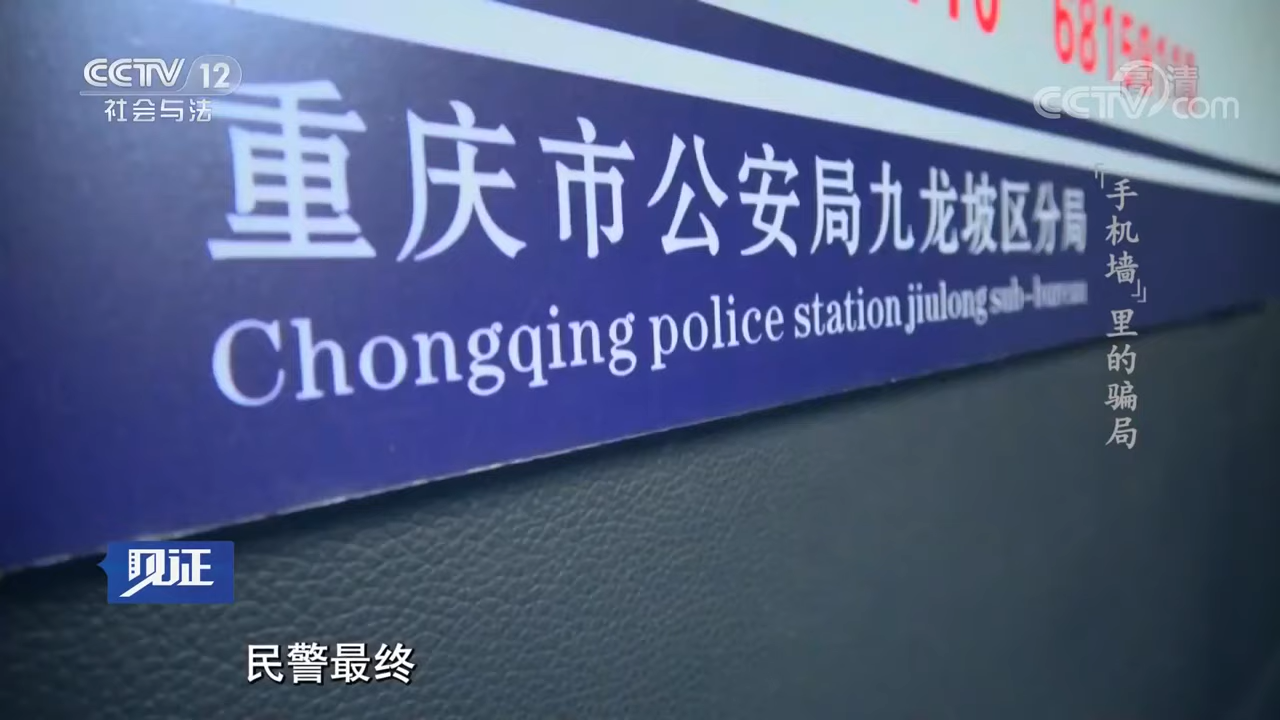 CCTV 12
社会与法
高清
CCTV.com
重庆市公安局九龙坡区分局
Chongqing police station jiulong sub-bureau
「手机墙」里的骗局
见证
民警最终